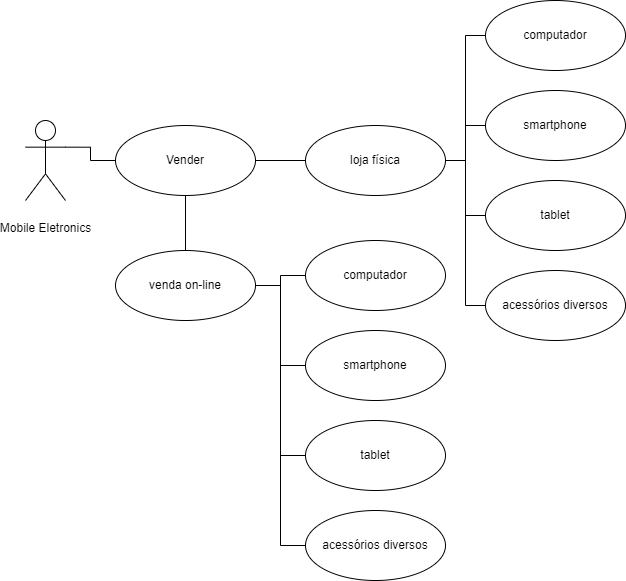 computador
smartphone
Vender
loja física
tablet
Mobile Eletronics
venda on-line
computador
acessórios diversos
smartphone
tablet
acessórios diversos